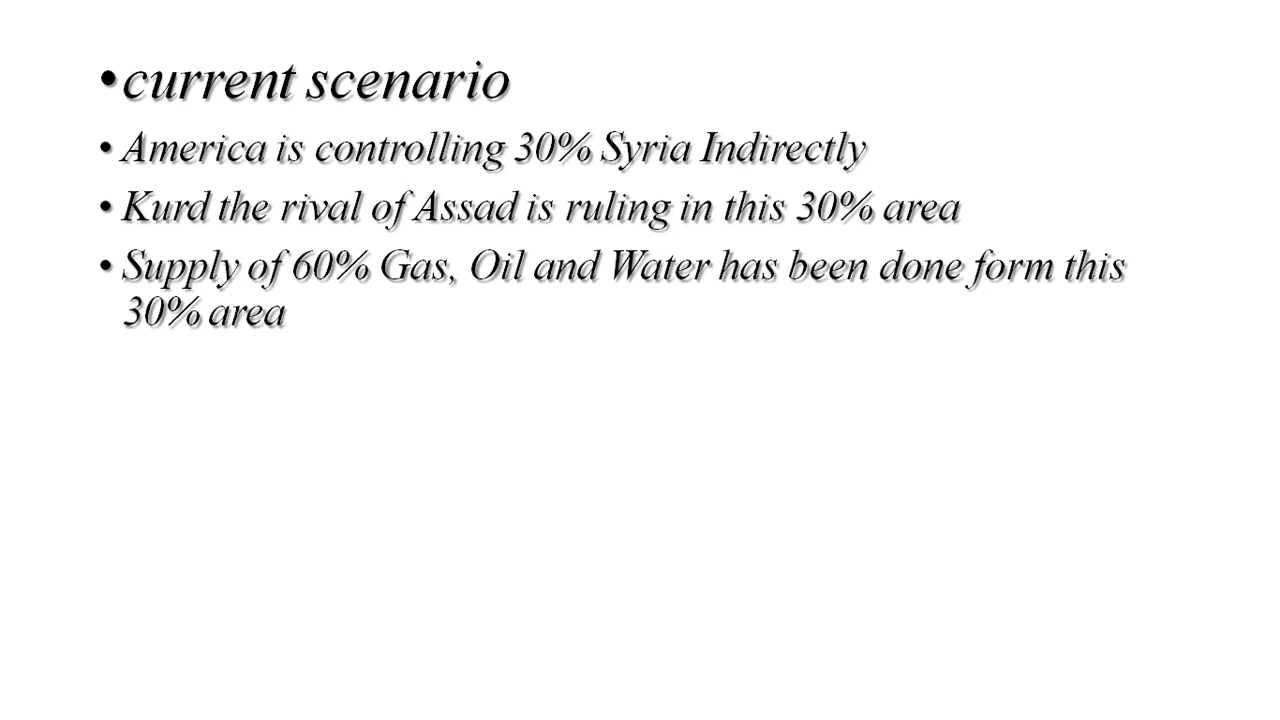 •current scenario
• America is controlling 30% Syria Indirectly
• Kurd the rival of Assad is ruling in this 30% area
• Supply of 60% Gas, Oil and Water has been done form this
30% area